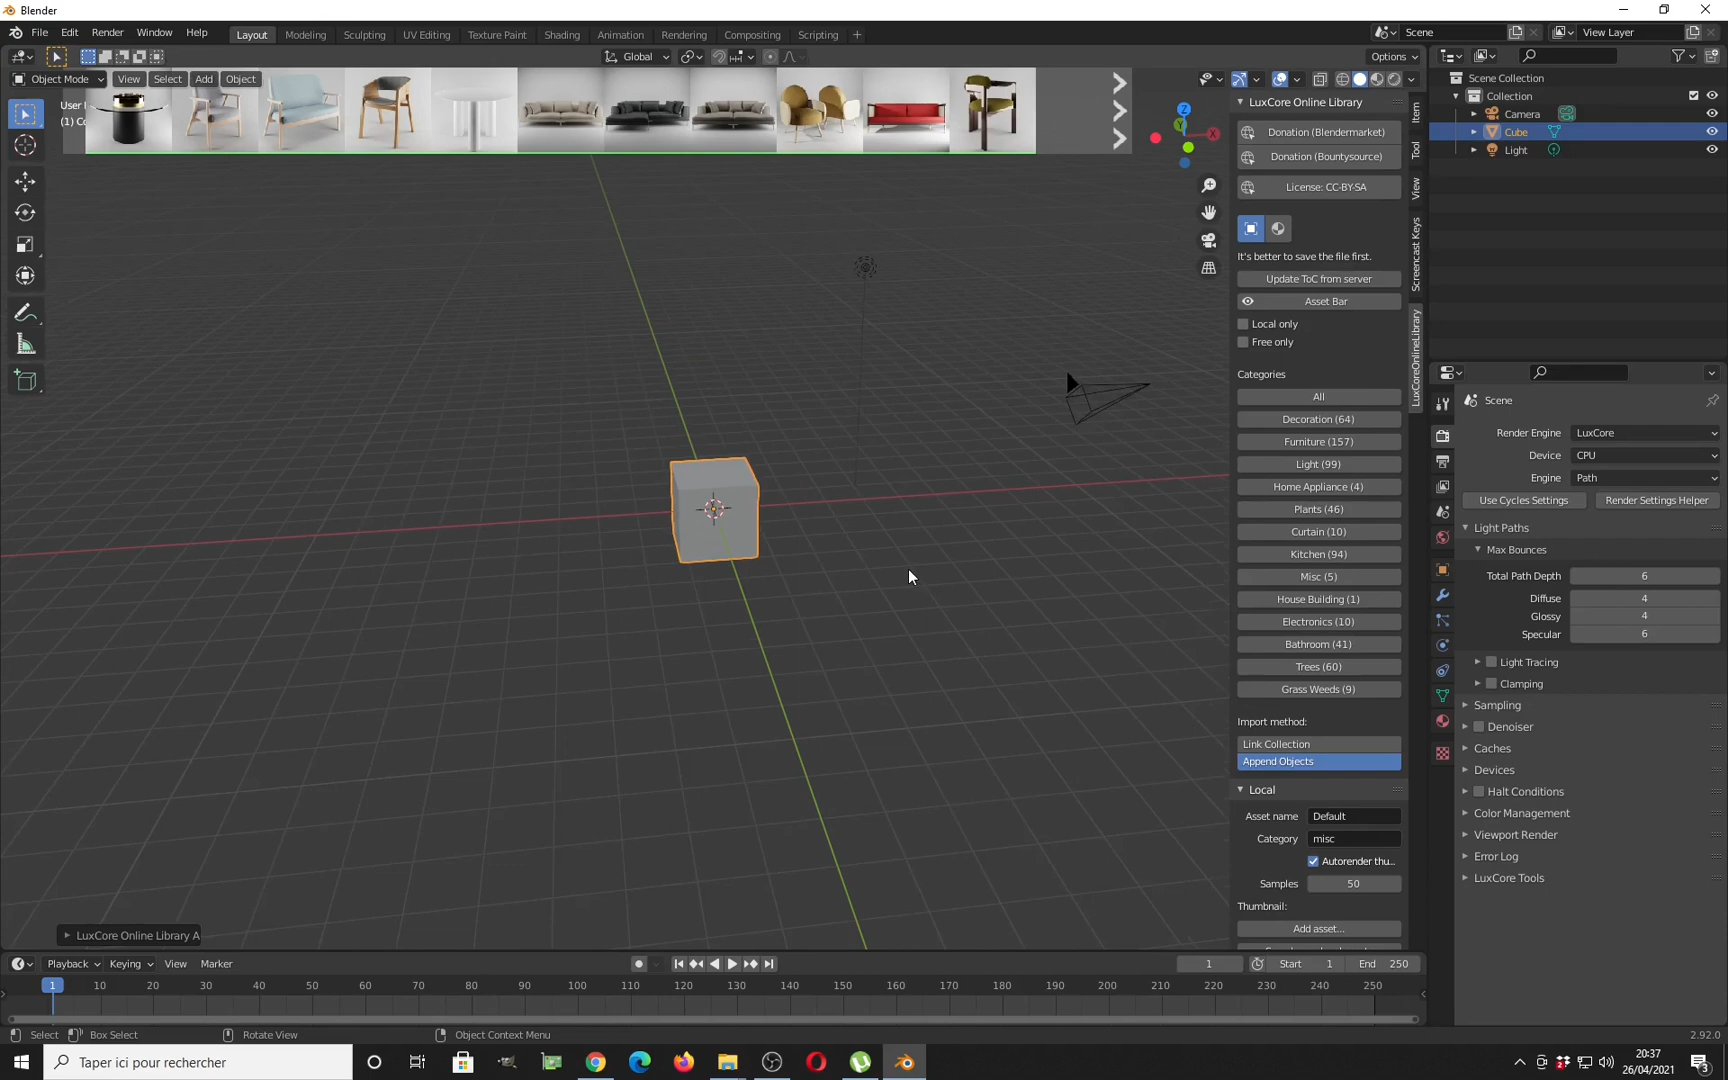 Blender
File Edit Render Window Help
Layout Modeling Sculpting UV Editing Texture Paint Shading Animation Rendering Compositing Scripting +
Scene View Layer
Global Options
Object Mode View Select Add Object
User
(1) Co
LuxCore Online Library
Donation (Blendermarket)
Donation (Bountysource)
License: CC-BY-SA
It's better to save the file first.
Update ToC from server
Asset Bar
Local only
Free only
Categories
All
Decoration (64)
Furniture (157)
Light (99)
Home Appliance (4)
Plants (46)
Curtain (10)
Kitchen (94)
Misc (5)
House Building (1)
Electronics (10)
Bathroom (41)
Trees (60)
Grass Weeds (9)
Import method:
Link Collection
Append Objects
Local
Asset name Default
Category misc
Autorender thu...
Samples 50
Thumbnail:
Add asset...
Item
Tool
View
Screencast Keys
LuxCoreOnlineLibrary
Z
Y
X
Scene Collection
Collection
Camera
Cube
Light
Scene
Render Engine LuxCore
Device CPU
Engine Path
Use Cycles Settings Render Settings Helper
Light Paths
Max Bounces
Total Path Depth 6
Diffuse 4
Glossy 4
Specular 6
Light Tracing
Clamping
Sampling
Denoiser
Caches
Devices
Halt Conditions
Color Management
Viewport Render
Error Log
LuxCore Tools
LuxCore Online Library A
Playback Keying View Marker 1 Start 1 End 250
1 10 20 30 40 50 60 70 80 90 100 110 120 130 140 150 160 170 180 190 200 210 220 230 240 250
Select Box Select Rotate View Object Context Menu 2.92.0
Taper ici pour rechercher
20:37
26/04/2021
3